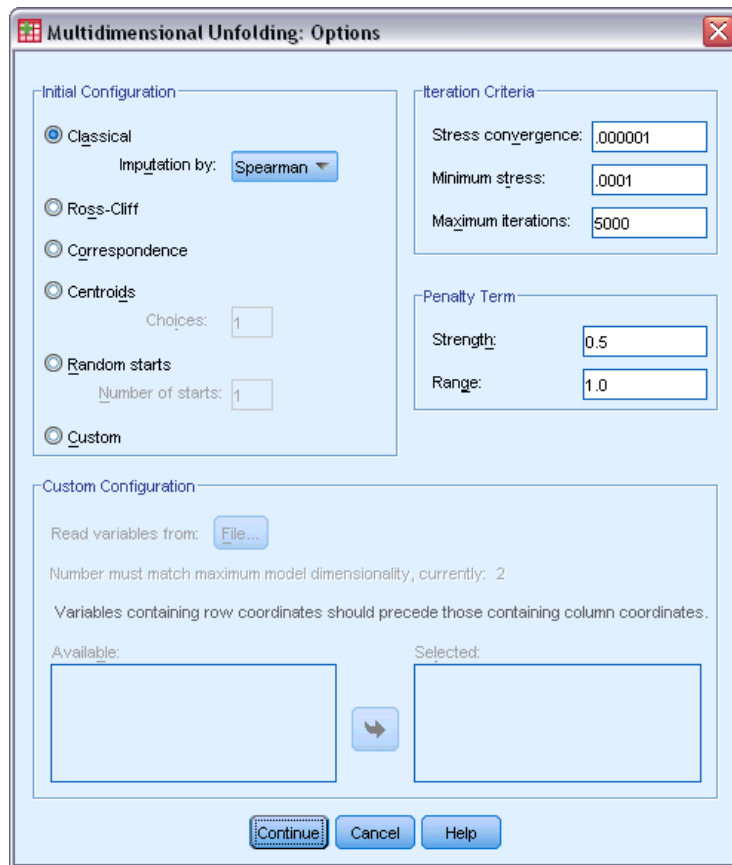 Multidimensional Unfolding: Options
Initial Configuration
Classical
Imputation by: Spearman
Ross-Cliff
Correspondence
Centroids
Choices: 1
Random starts
Number of starts: 1
Custom
Iteration Criteria
Stress convergence: .000001
Minimum stress: .0001
Maximum iterations: 5000
Penalty Term
Strength: 0.5
Range: 1.0
Custom Configuration
Read variables from: File...
Number must match maximum model dimensionality, currently: 2
Variables containing row coordinates should precede those containing column coordinates.
Available: Selected:
Continue Cancel Help